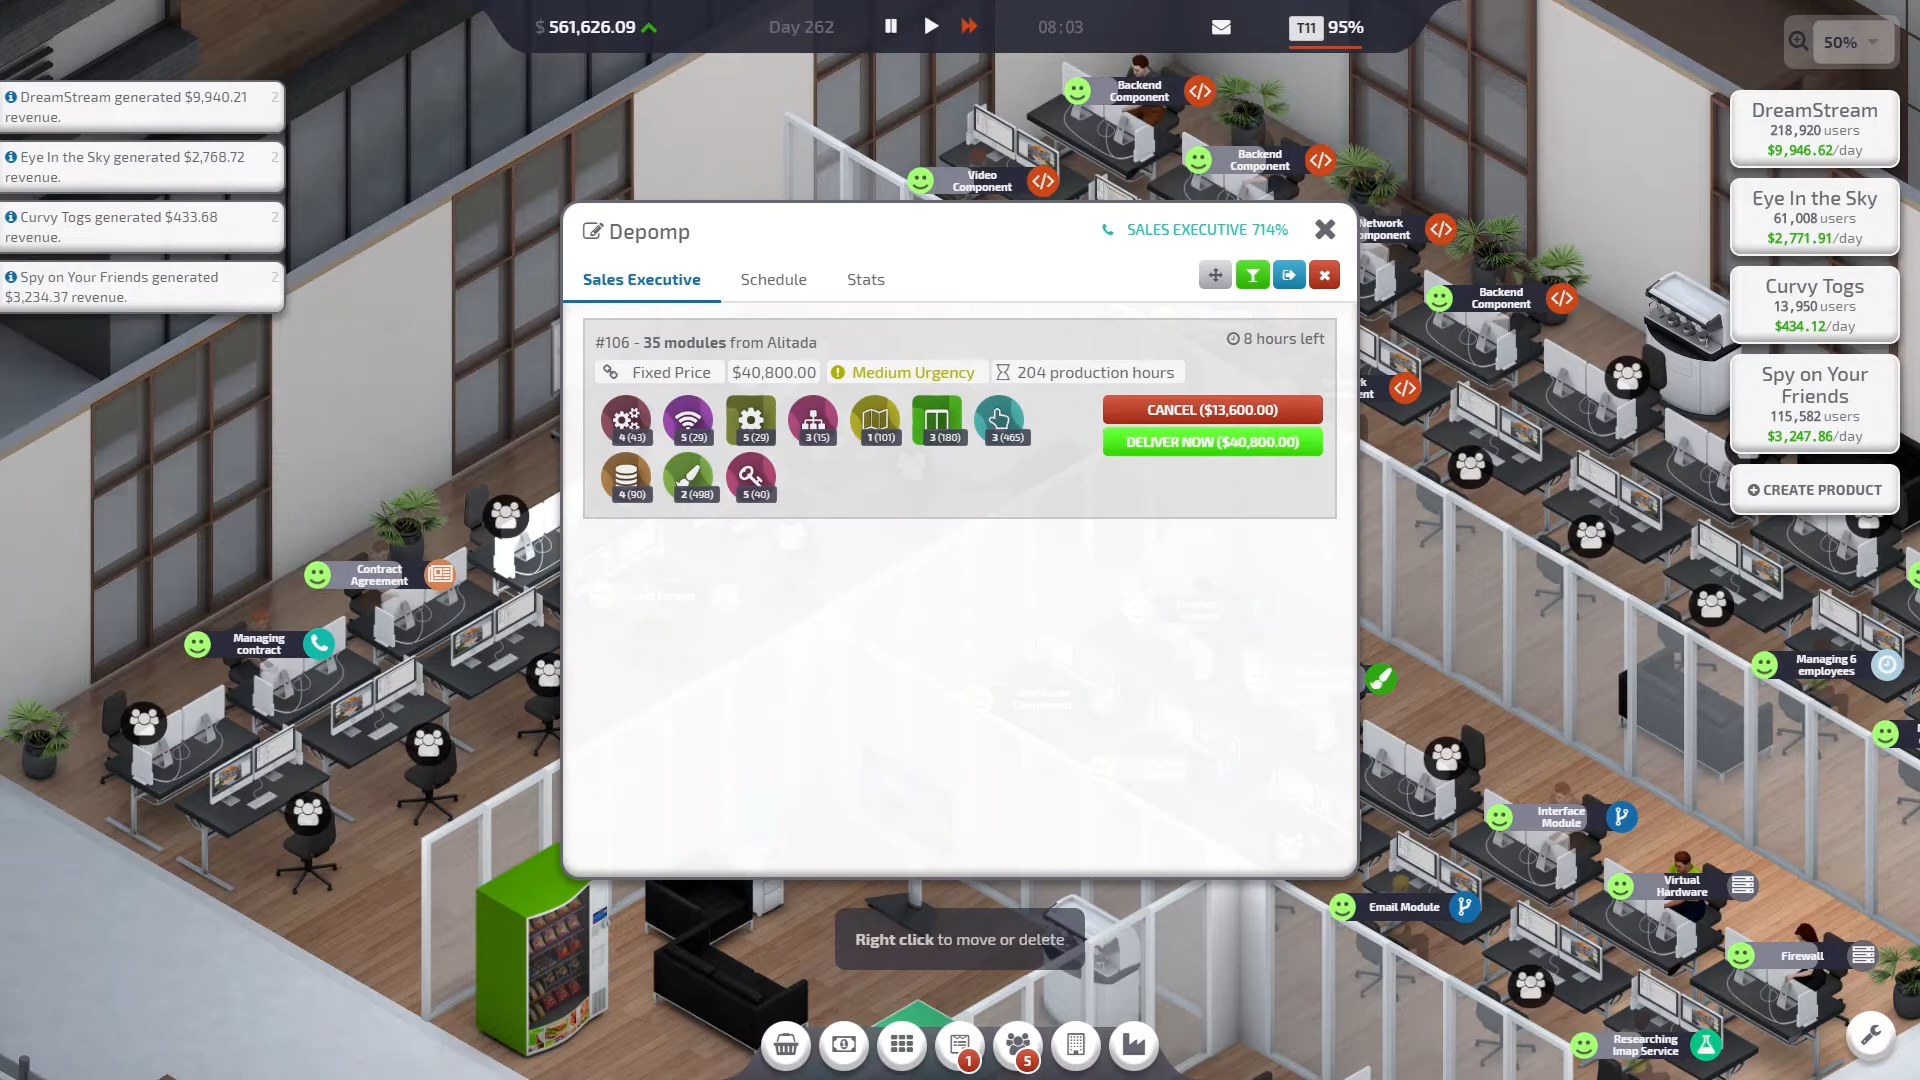 $ 561,626.09
Day 262
08:03
T11 95%
50%
DreamStream generated $9,940.21
revenue.
2
Eye In the Sky generated $2,768.72
revenue.
2
Curvy Togs generated $433.68
revenue.
2
Spy on Your Friends generated
$3,234.37 revenue.
2
DreamStream
218,920 users
$9,946.62/day
Eye In the Sky
61,008 users
$2,771.91/day
Curvy Togs
13,950 users
$434.12/day
Spy on Your
Friends
115,582 users
$3,247.86/day
CREATE PRODUCT
Backend
Component
Backend
Component
Video
Component
Backend
Component
Depomp
SALES EXECUTIVE 714%
Sales Executive
Schedule
Stats
#106 - 35 modules from Alitada
8 hours left
Fixed Price
$40,800.00
Medium Urgency
204 production hours
4 (43)
5 (29)
5 (29)
3 (15)
1 (101)
3 (180)
3 (465)
4 (90)
2 (498)
5 (40)
CANCEL ($13,600.00)
DELIVER NOW ($40,800.00)
Contract
Agreement
Managing
contract
Managing 6
employees
Interface
Module
Virtual
Hardware
Email Module
Firewall
Researching
Imap Service
Right click to move or delete
1
5